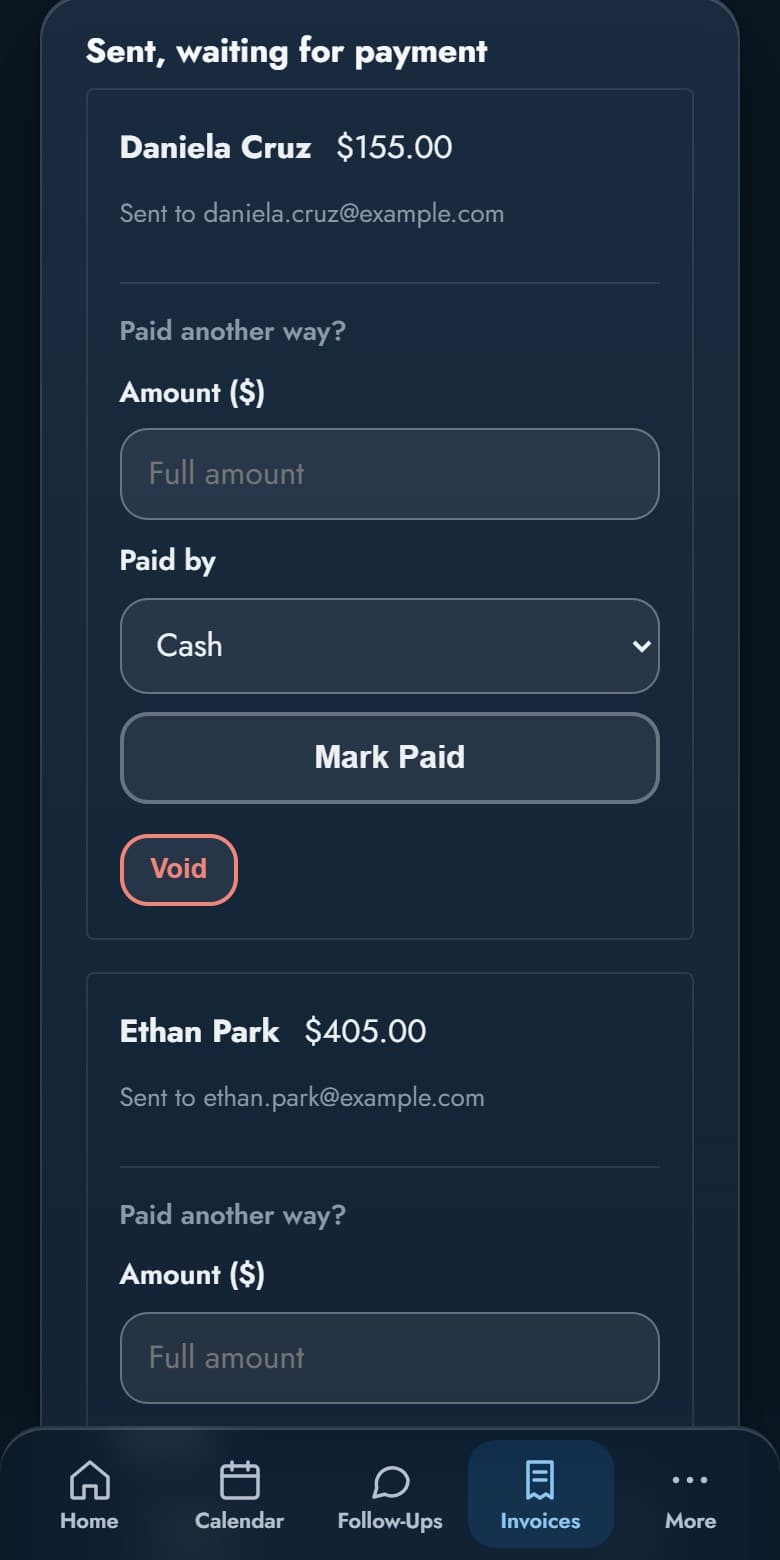 Sent, waiting for payment
Daniela Cruz $155.00
Sent to daniela.cruz@example.com
Paid another way?
Amount ($)
Full amount
Paid by
Cash
Mark Paid
Void
Ethan Park $405.00
Sent to ethan.park@example.com
Paid another way?
Amount ($)
Full amount
Home Calendar Follow-Ups Invoices More